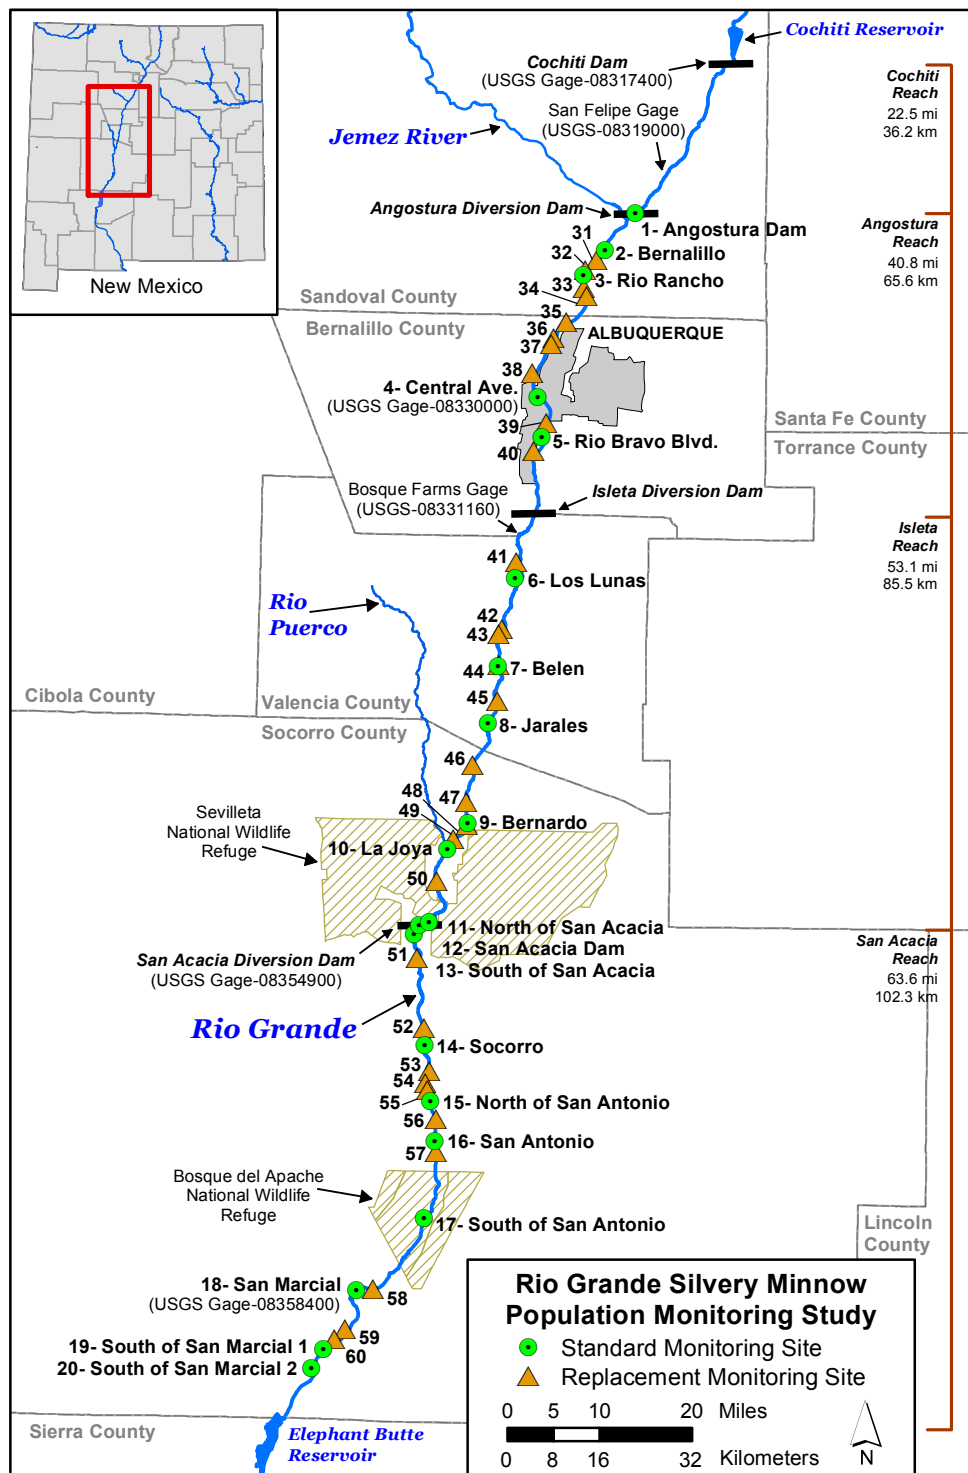 New Mexico
Cochiti Reservoir
Cochiti Dam
(USGS Gage-08317400)
San Felipe Gage
(USGS-08319000)
Jemez River
Cochiti
Reach
22.5 mi
36.2 km
Angostura Diversion Dam
1- Angostura Dam
31
2- Bernalillo
32
3- Rio Rancho
33
34
Angostura
Reach
40.8 mi
65.6 km
Sandoval County
Bernalillo County
35
36
37
ALBUQUERQUE
38
4- Central Ave.
(USGS Gage-08330000)
39
5- Rio Bravo Blvd.
40
Santa Fe County
Torrance County
Bosque Farms Gage
(USGS-08331160)
Isleta Diversion Dam
Isleta
Reach
53.1 mi
85.5 km
41
6- Los Lunas
Rio
Puerco
42
43
44
7- Belen
45
8- Jarales
Cibola County
Valencia County
Socorro County
46
47
48
49
9- Bernardo
Sevilleta
National Wildlife
Refuge
10- La Joya
50
11- North of San Acacia
12- San Acacia Dam
13- South of San Acacia
51
San Acacia Diversion Dam
(USGS Gage-08354900)
San Acacia
Reach
63.6 mi
102.3 km
Rio Grande
52
14- Socorro
53
54
55
15- North of San Antonio
56
16- San Antonio
57
Bosque del Apache
National Wildlife
Refuge
17- South of San Antonio
Lincoln
County
18- San Marcial
(USGS Gage-08358400)
58
59
60
19- South of San Marcial 1
20- South of San Marcial 2
Sierra County
Elephant Butte
Reservoir
Rio Grande Silvery Minnow
Population Monitoring Study
Standard Monitoring Site
Replacement Monitoring Site
0 5 10 20 Miles
0 8 16 32 Kilometers
N